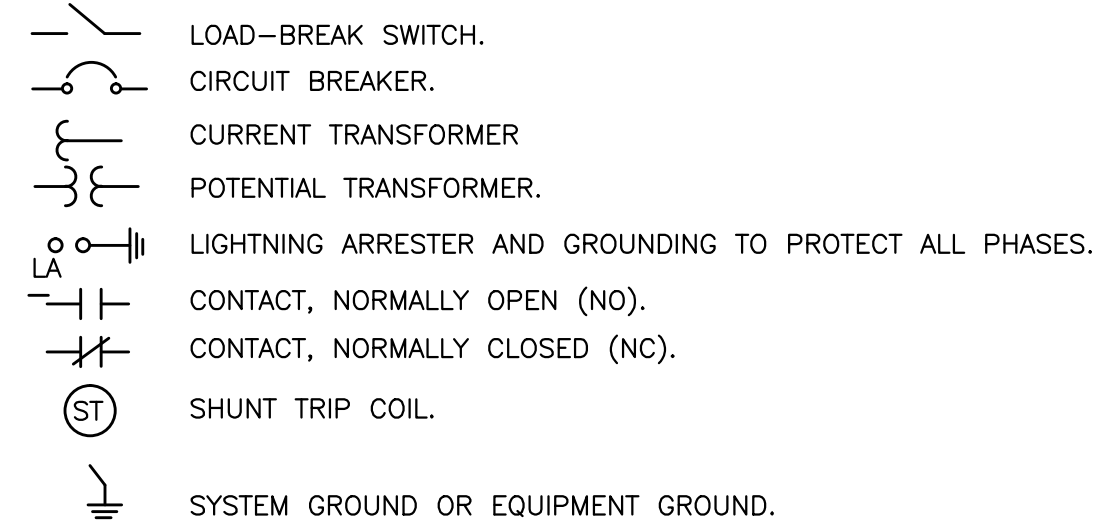 LOAD-BREAK SWITCH.
CIRCUIT BREAKER.
CURRENT TRANSFORMER
POTENTIAL TRANSFORMER.
LIGHTNING ARRESTER AND GROUNDING TO PROTECT ALL PHASES.
LA
CONTACT, NORMALLY OPEN (NO).
CONTACT, NORMALLY CLOSED (NC).
ST SHUNT TRIP COIL.
SYSTEM GROUND OR EQUIPMENT GROUND.